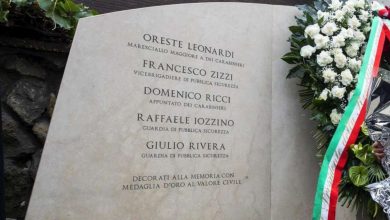 ORESTE LEONARDI
MARESCIALLO MAGGIORE A DEI CARABINIERI
FRANCESCO ZIZZI
VICEBRIGADIERE DI PUBBLICA SICUREZZA
DOMENICO RICCI
APPUNTATO DEI CARABINIERI
RAFFAELE IOZZINO
GUARDIA DI PUBBLICA SICUREZZA
GIULIO RIVERA
GUARDIA DI PUBBLICA SICUREZZA
DECORATI ALLA MEMORIA CON
MEDAGLIA D'ORO AL VALORE CIVILE